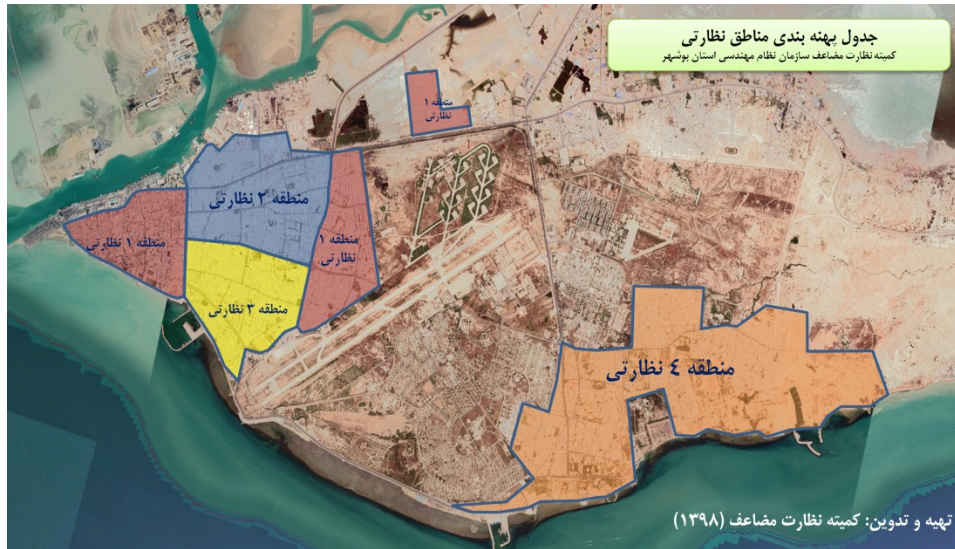 جدول پهنه بندی مناطق نظارتی
کمیته نظارت مضاعف سازمان نظام مهندسی استان بوشهر
منطقه ۱
نظارتی
منطقه ۲ نظارتی
منطقه ۱
نظارتی
منطقه ۱ نظارتی
منطقه ۳ نظارتی
منطقه ٤ نظارتی
تهیه و تدوین: کمیته نظارت مضاعف (۱۳۹۸)